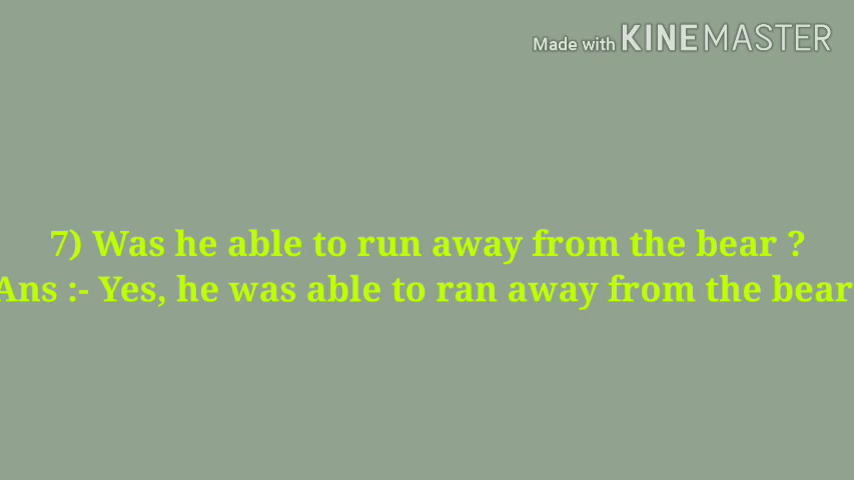 Made with KINEMASTER
7) Was he able to run away from the bear ?
Ans :- Yes, he was able to ran away from the bear